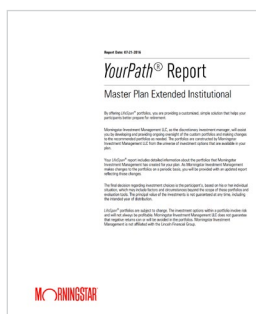 Report Date: 07-21-2016
YourPath® Report
Master Plan Extended Institutional
By offering LifeSpan® portfolios, you are providing a customized, simple solution that helps your
participants better prepare for retirement.
Morningstar Investment Management LLC, as the discretionary investment manager, will assist
you by developing and providing ongoing oversight of the custom portfolios and making changes
to the recommended portfolios as needed. The portfolios are constructed by Morningstar
Investment Management LLC from the universe of investment options that are available in your
plan.
Your LifeSpan® report includes detailed information about the portfolios that Morningstar
Investment Management has created for your plan. As Morningstar Investment Management
makes changes to the portfolios on a periodic basis, you will be provided with an updated report
reflecting those changes.
The final decision regarding investment choices is the participant's, based on his or her individual
situation, which may include factors and circumstances beyond the scope of these portfolios and
evaluation tools. The principal value of the investments is not guaranteed at any time, including
the intended year of distribution.
LifeSpan® portfolios are subject to change. The investment options within a portfolio involve risk
and will not always be profitable. Morningstar Investment Management LLC does not guarantee
that negative returns can or will be avoided in the portfolios. Morningstar Investment
Management is not affiliated with the Lincoln Financial Group.
MORNINGSTAR